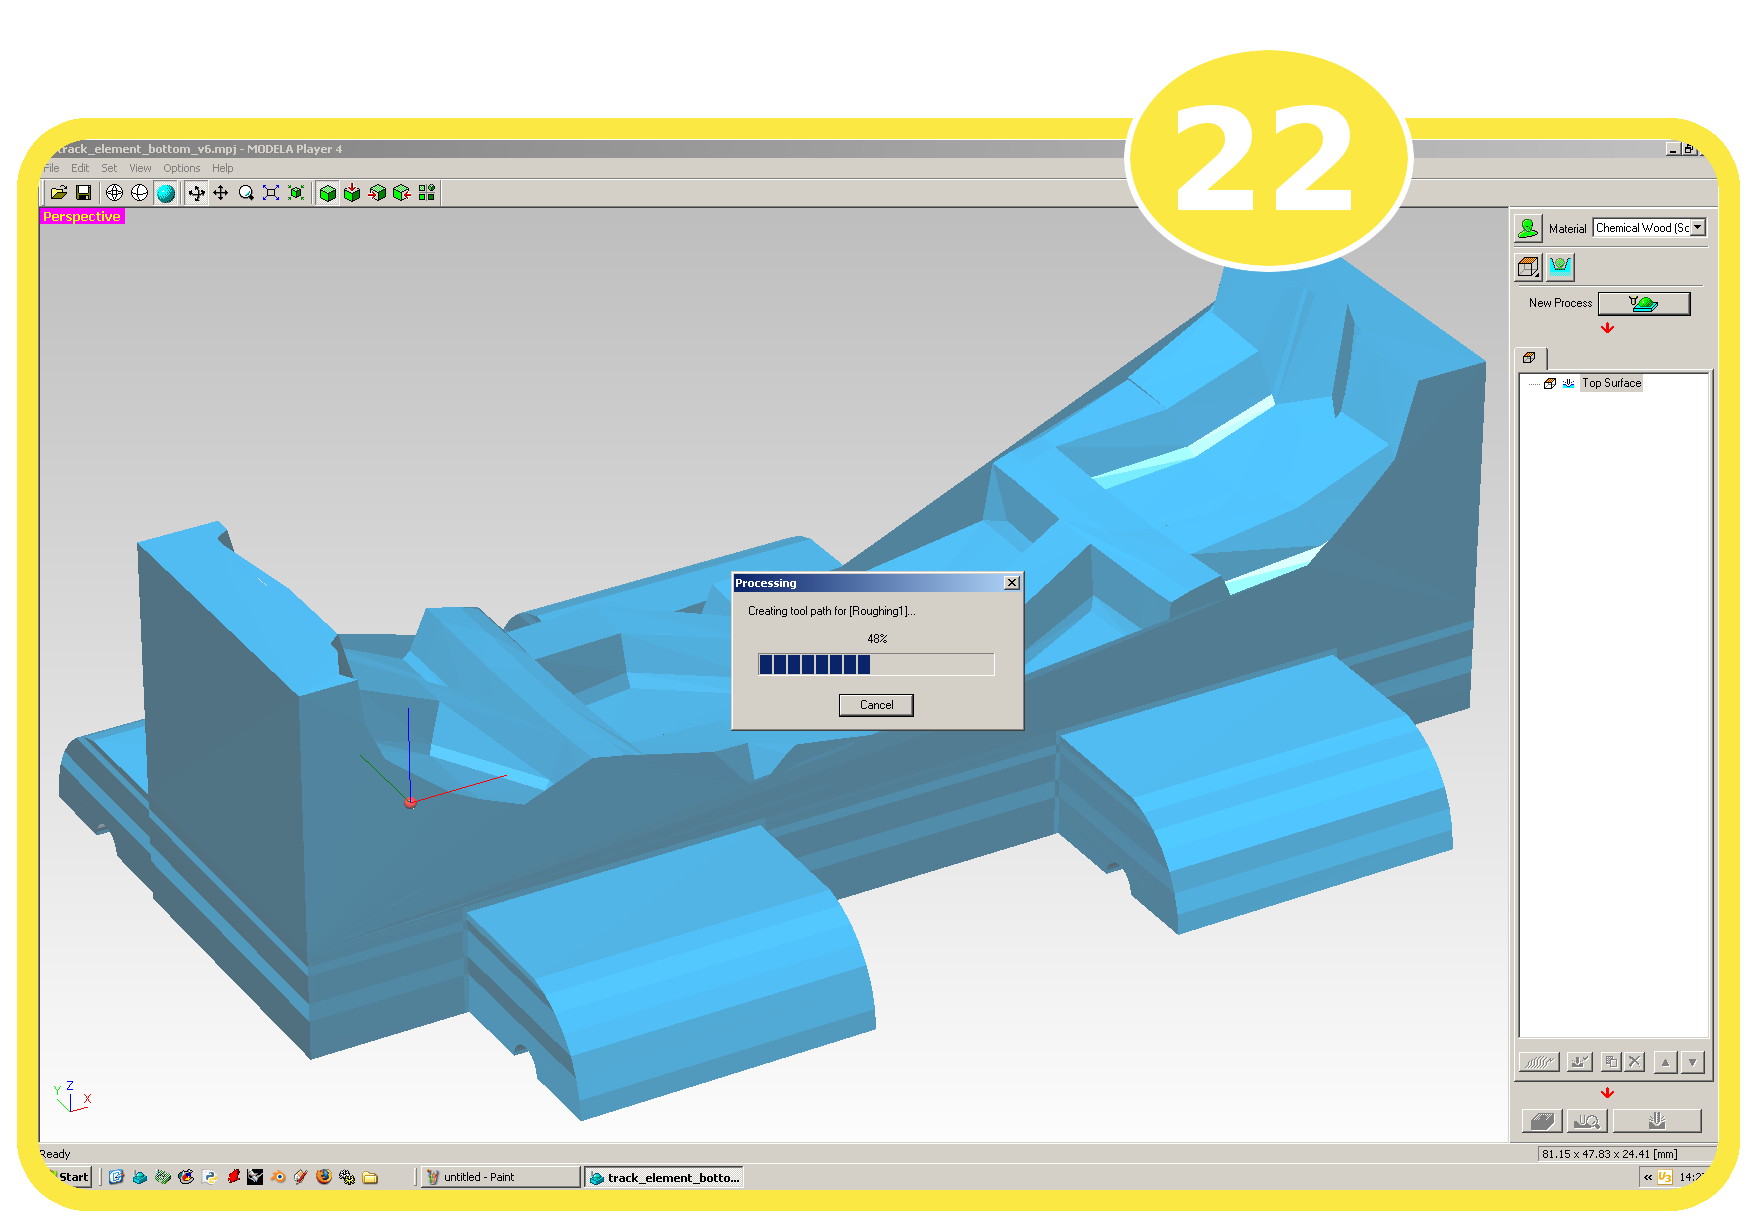 22
track_element_bottom_v6.mpj - MODELA Player 4
File Edit Set View Options Help
Perspective
Material Chemical Wood (Sc
New Process
Top Surface
Processing
Creating tool path for [Roughing1]...
48%
Cancel
Z
Y
X
Ready
81.15 x 47.83 x 24.41 [mm]
Start
untitled - Paint
track_element_botto...
«
U3